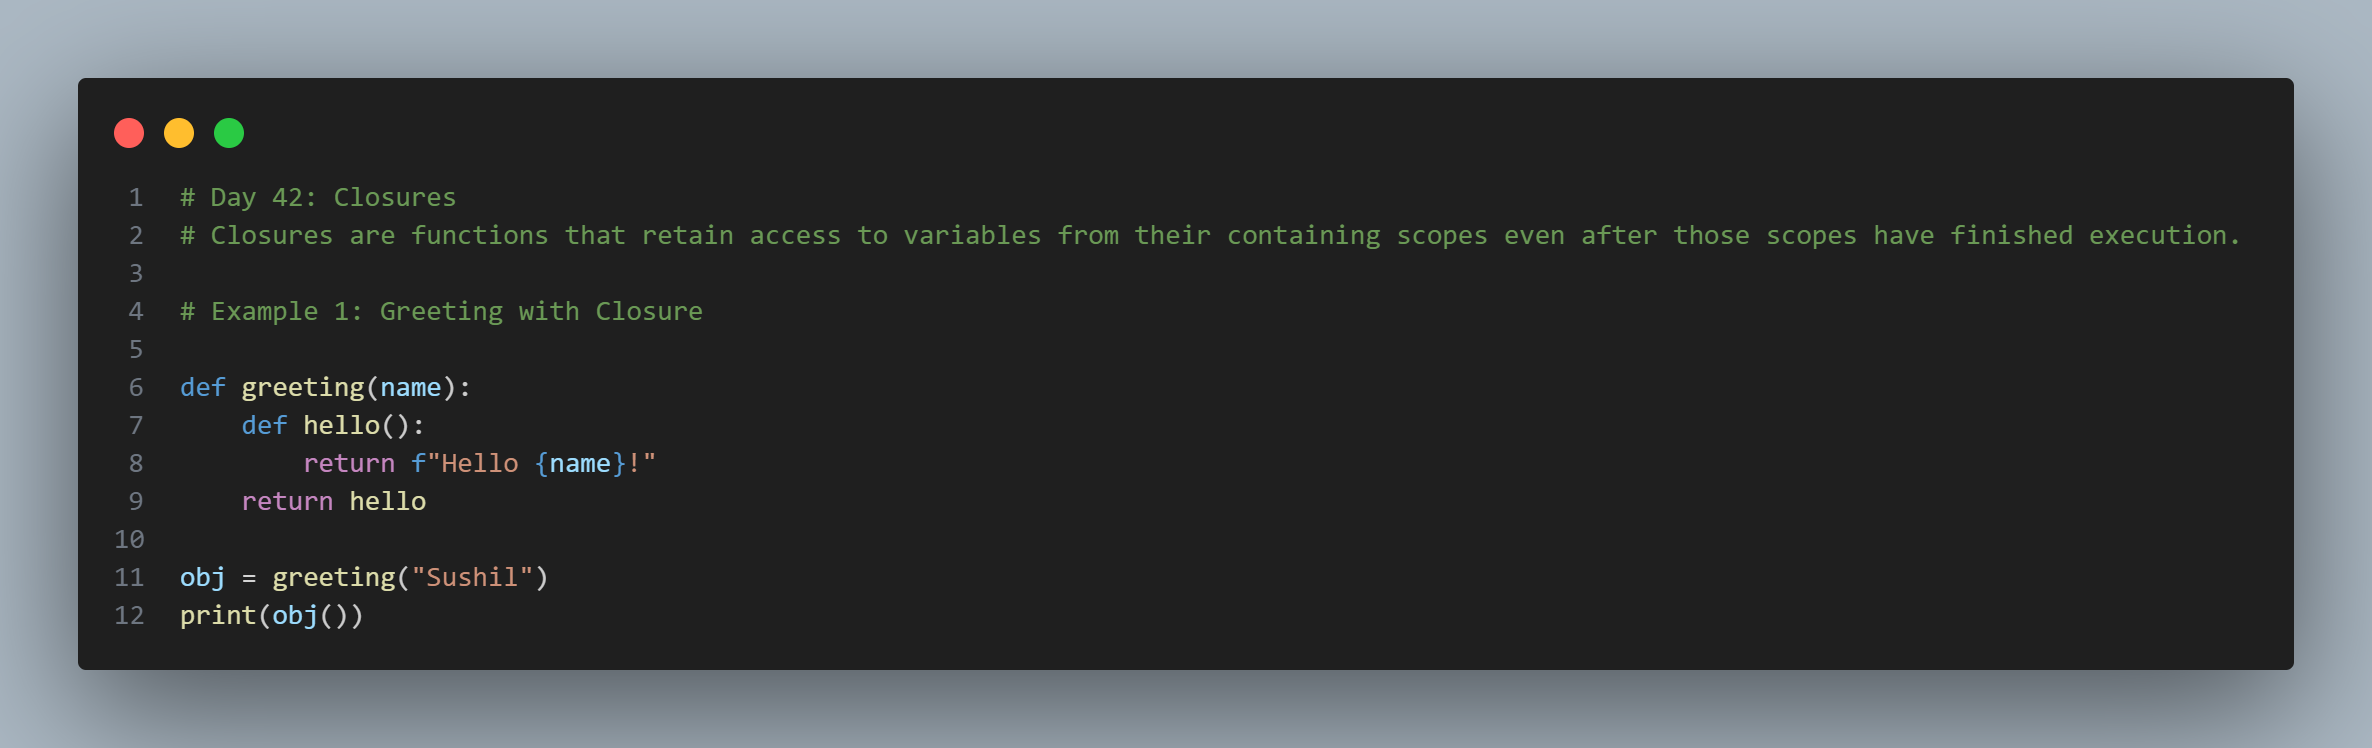 1 # Day 42: Closures
2 # Closures are functions that retain access to variables from their containing scopes even after those scopes have finished execution.
3
4 # Example 1: Greeting with Closure
5
6 def greeting(name):
7     def hello():
8         return f"Hello {name}!"
9     return hello
10
11 obj = greeting("Sushil")
12 print(obj())